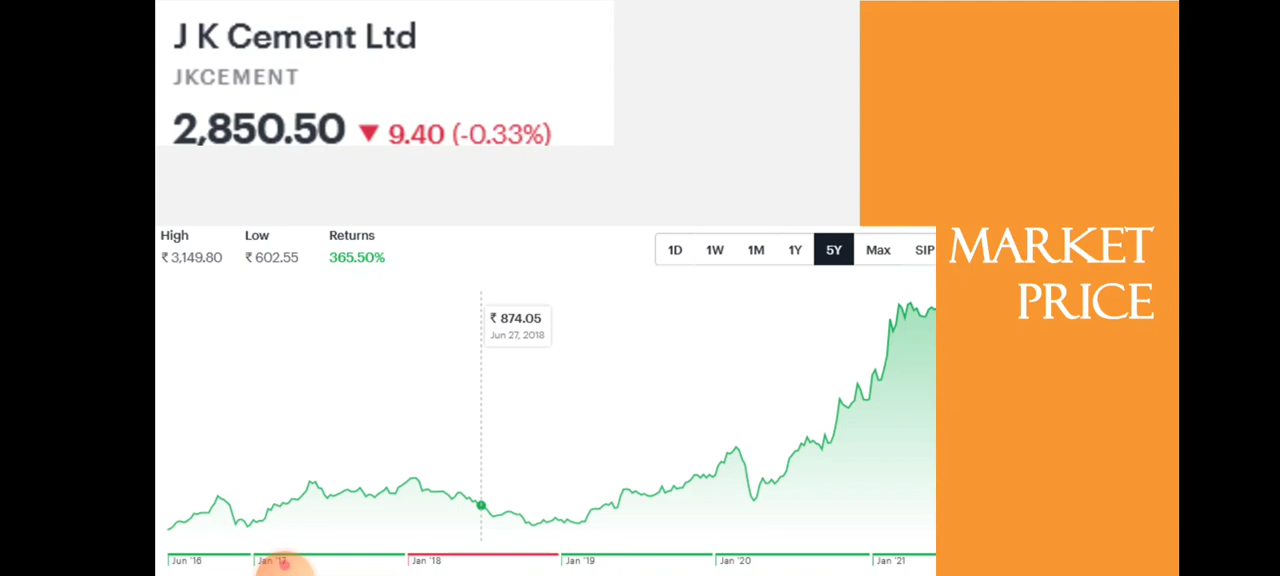 J K Cement Ltd
JKCEMENT
2,850.50 ▼ 9.40 (-0.33%)
High Low Returns
₹ 3,149.80 ₹ 602.55 365.50%
1D 1W 1M 1Y 5Y Max SIP
MARKET
PRICE
₹ 874.05
Jun 27, 2018
Jun '16 Jan '17 Jan '18 Jan '19 Jan '20 Jan '21